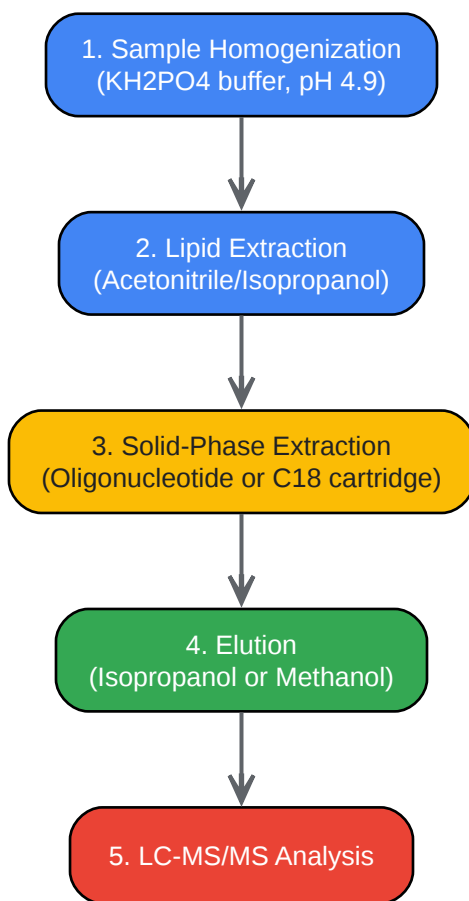 1. Sample Homogenization
(KH2PO4 buffer, pH 4.9)
2. Lipid Extraction
(Acetonitrile/Isopropanol)
3. Solid-Phase Extraction
(Oligonucleotide or C18 cartridge)
4. Elution
(Isopropanol or Methanol)
5. LC-MS/MS Analysis